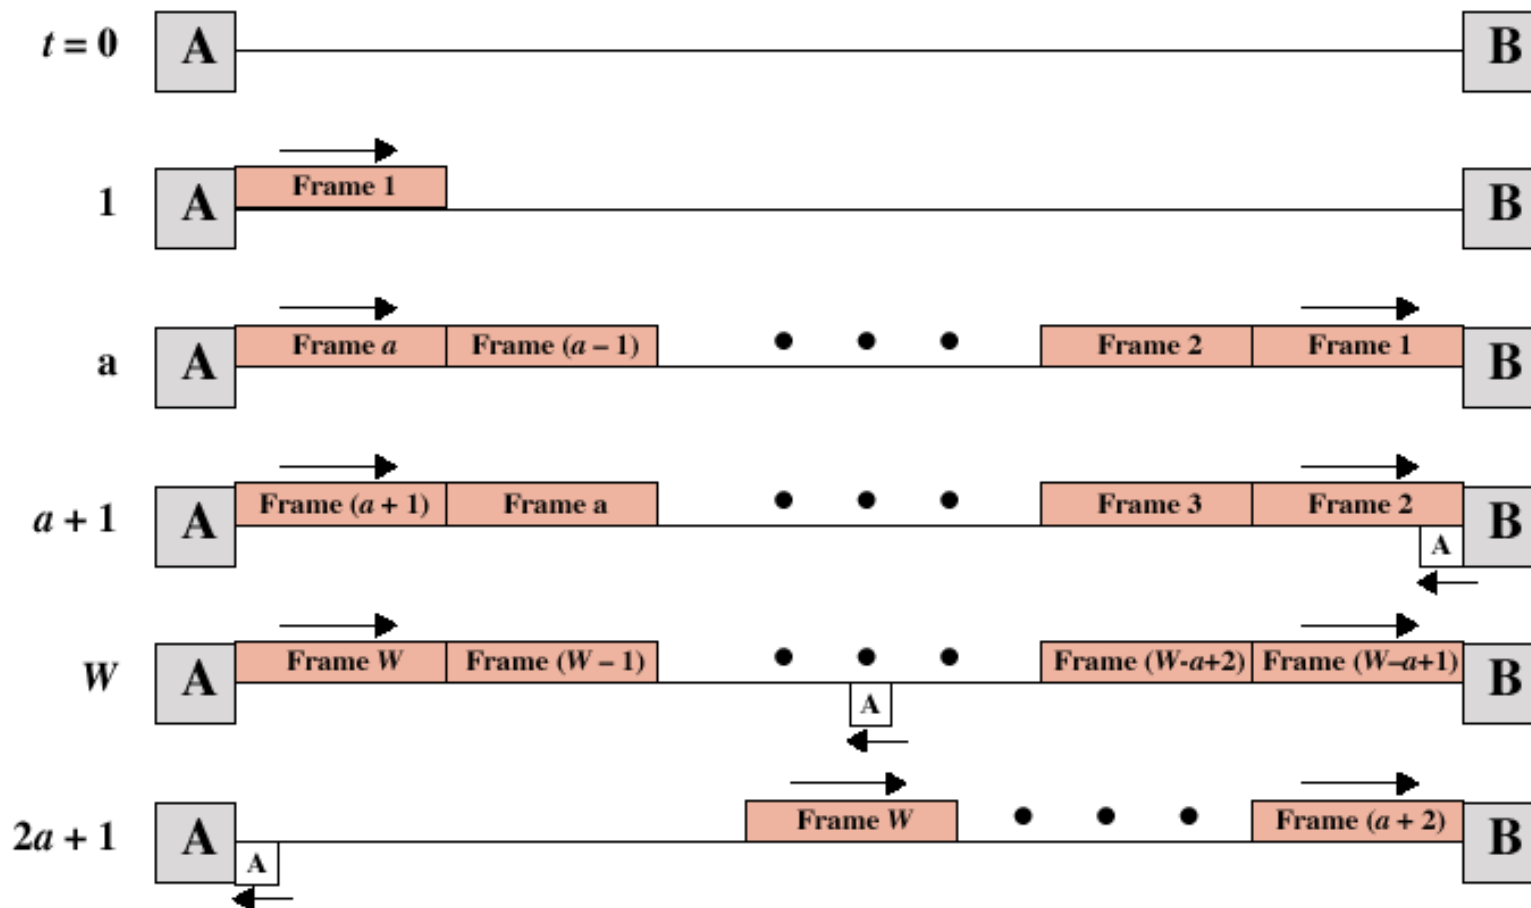 t = 0 A B
1 A Frame 1 B
a A Frame a Frame (a – 1) Frame 2 Frame 1 B
a + 1 A Frame (a + 1) Frame a Frame 3 Frame 2 B
A
W A Frame W Frame (W – 1) Frame (W-a+2) Frame (W–a+1) B
A
2a + 1 A Frame W Frame (a + 2) B
A